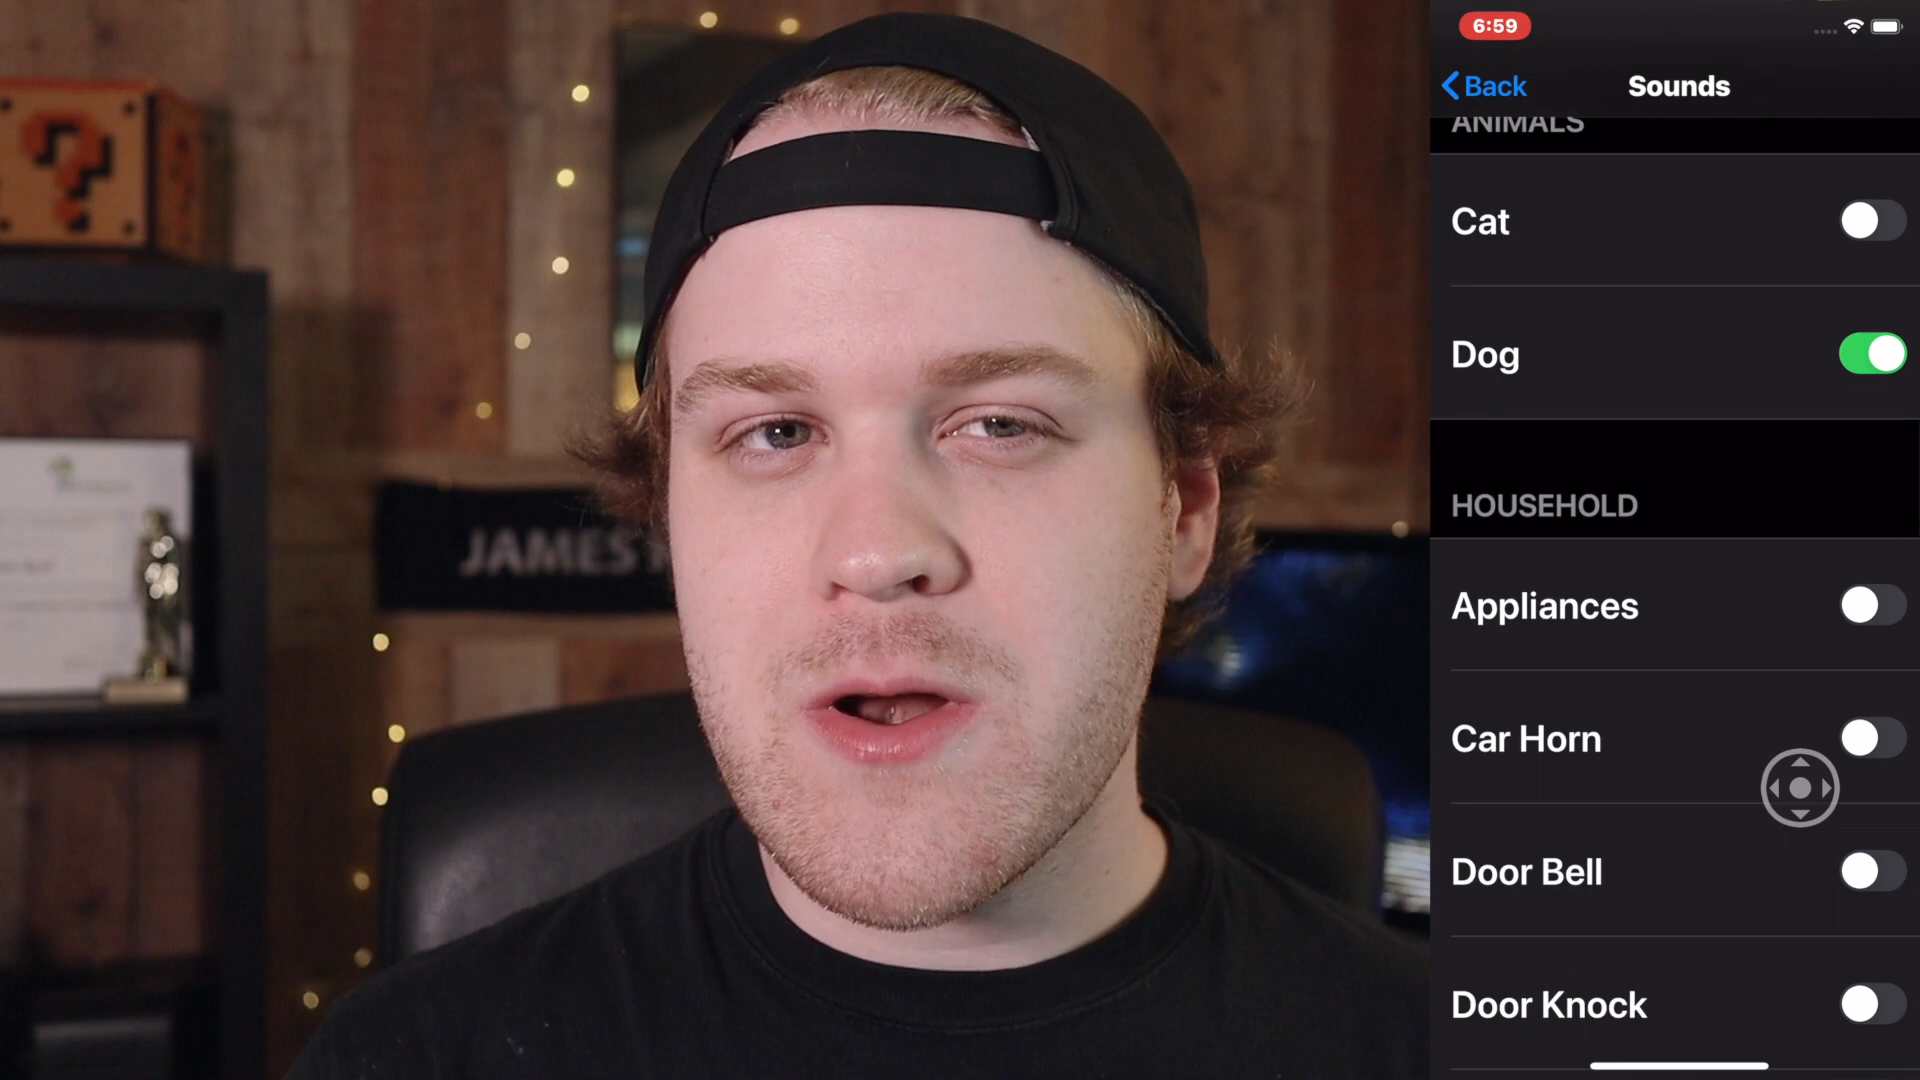 ?
JAMES
6:59
Back
Sounds
ANIMALS
Cat
Dog
HOUSEHOLD
Appliances
Car Horn
Door Bell
Door Knock